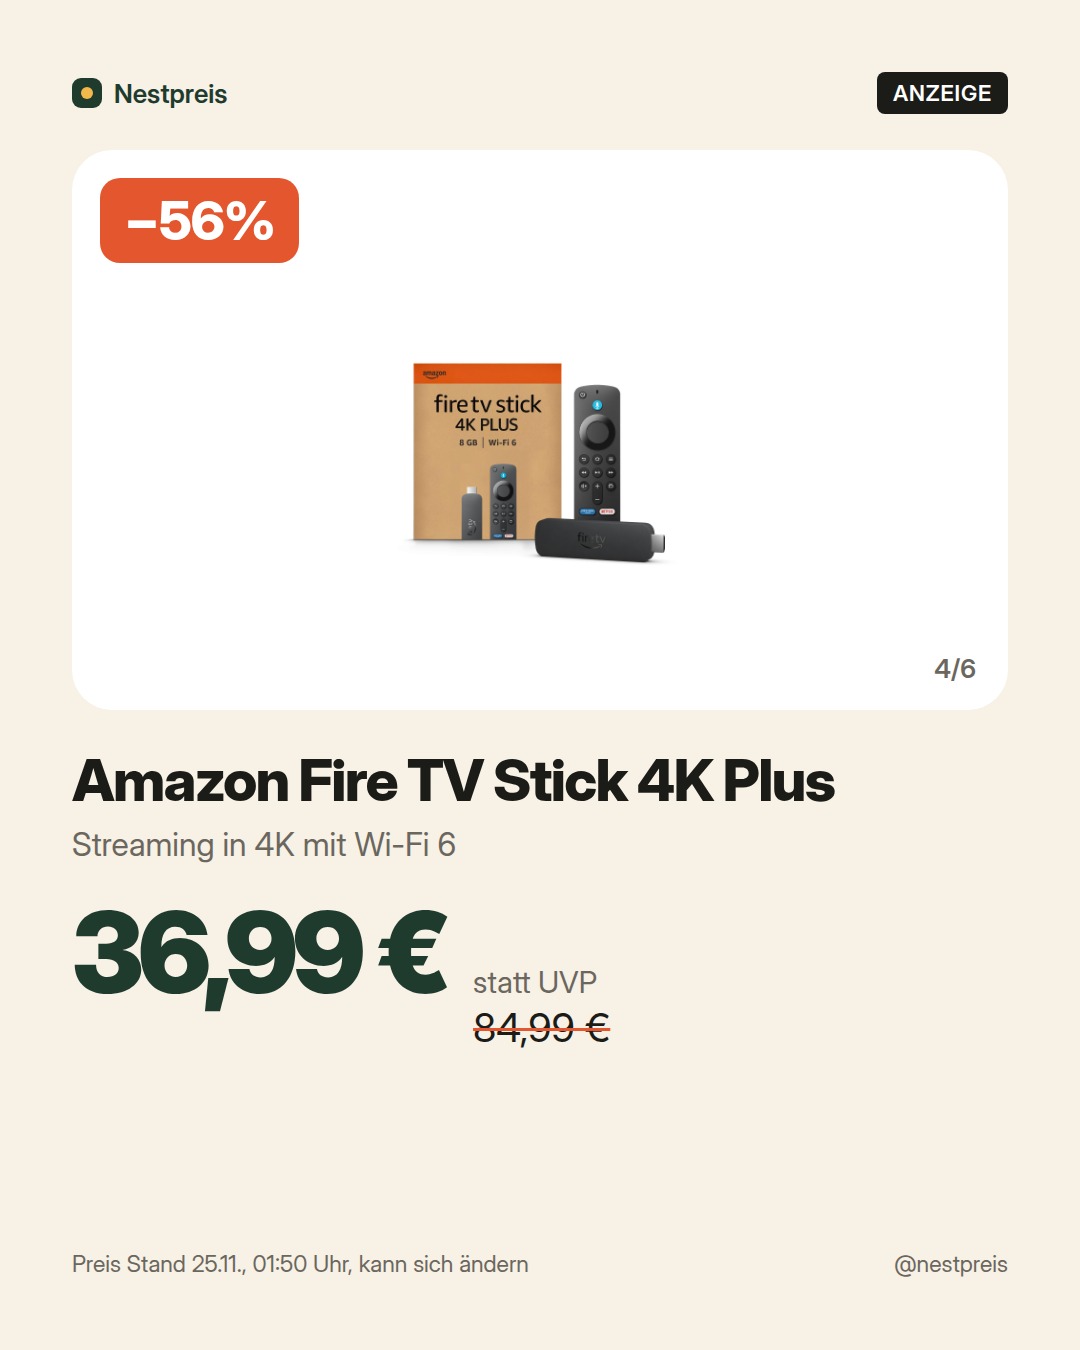 Nestpreis
ANZEIGE
–56%
amazon
fire tv stick
4K PLUS
8 GB | Wi-Fi 6
fire tv
4/6
Amazon Fire TV Stick 4K Plus
Streaming in 4K mit Wi-Fi 6
36,99 €
statt UVP
84,99 €
Preis Stand 25.11., 01:50 Uhr, kann sich ändern
@nestpreis